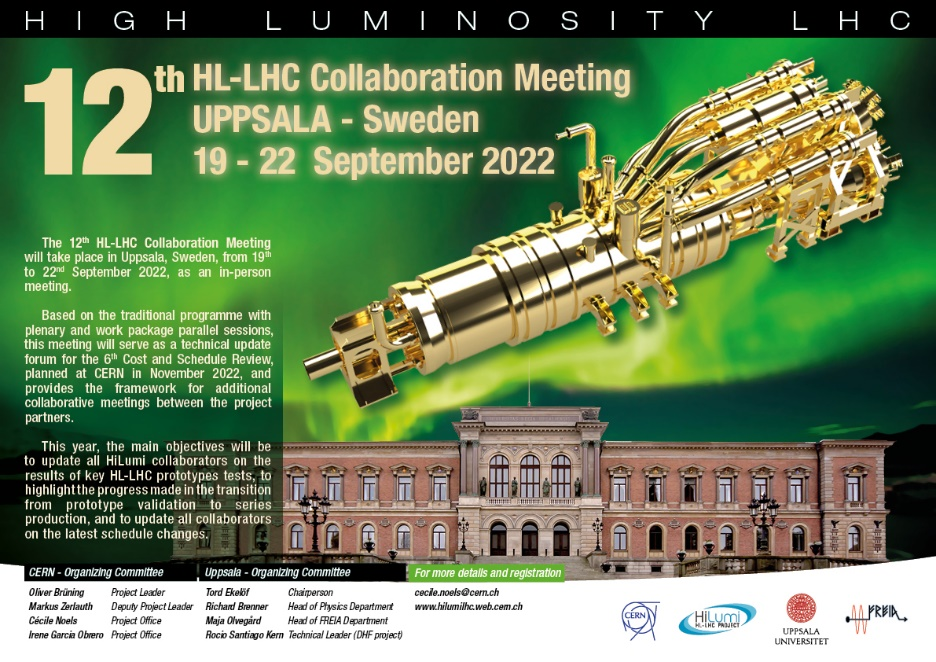 HIGH LUMINOSITY LHC
12th HL-LHC Collaboration Meeting
UPPSALA - Sweden
19 - 22 September 2022
The 12th HL-LHC Collaboration Meeting
will take place in Uppsala, Sweden, from 19th
to 22nd September 2022, as an in-person
meeting.
Based on the traditional programme with
plenary and work package parallel sessions,
this meeting will serve as a technical update
forum for the 6th Cost and Schedule Review,
planned at CERN in November 2022, and
provides the framework for additional
collaborative meetings between the project
partners.
This year, the main objectives will be
to update all HiLumi collaborators on the
results of key HL-LHC prototypes tests, to
highlight the progress made in the transition
from prototype validation to series
production, and to update all collaborators
on the latest schedule changes.
CERN - Organizing Committee
Oliver Brüning Project Leader
Markus Zerlauth Deputy Project Leader
Cécile Noels Project Office
Irene Garcia Obrero Project Office
Uppsala - Organizing Committee
Tord Ekelöf Chairperson
Richard Brenner Head of Physics Department
Maja Olvegård Head of FREIA Department
Rocio Santiago Kern Technical Leader (DHF project)
For more details and registration
cecile.noels@cern.ch
www.hilumilhc.web.cern.ch
CERN
HiLumi
HL-LHC PROJECT
UPPSALA
UNIVERSITET
FREIA